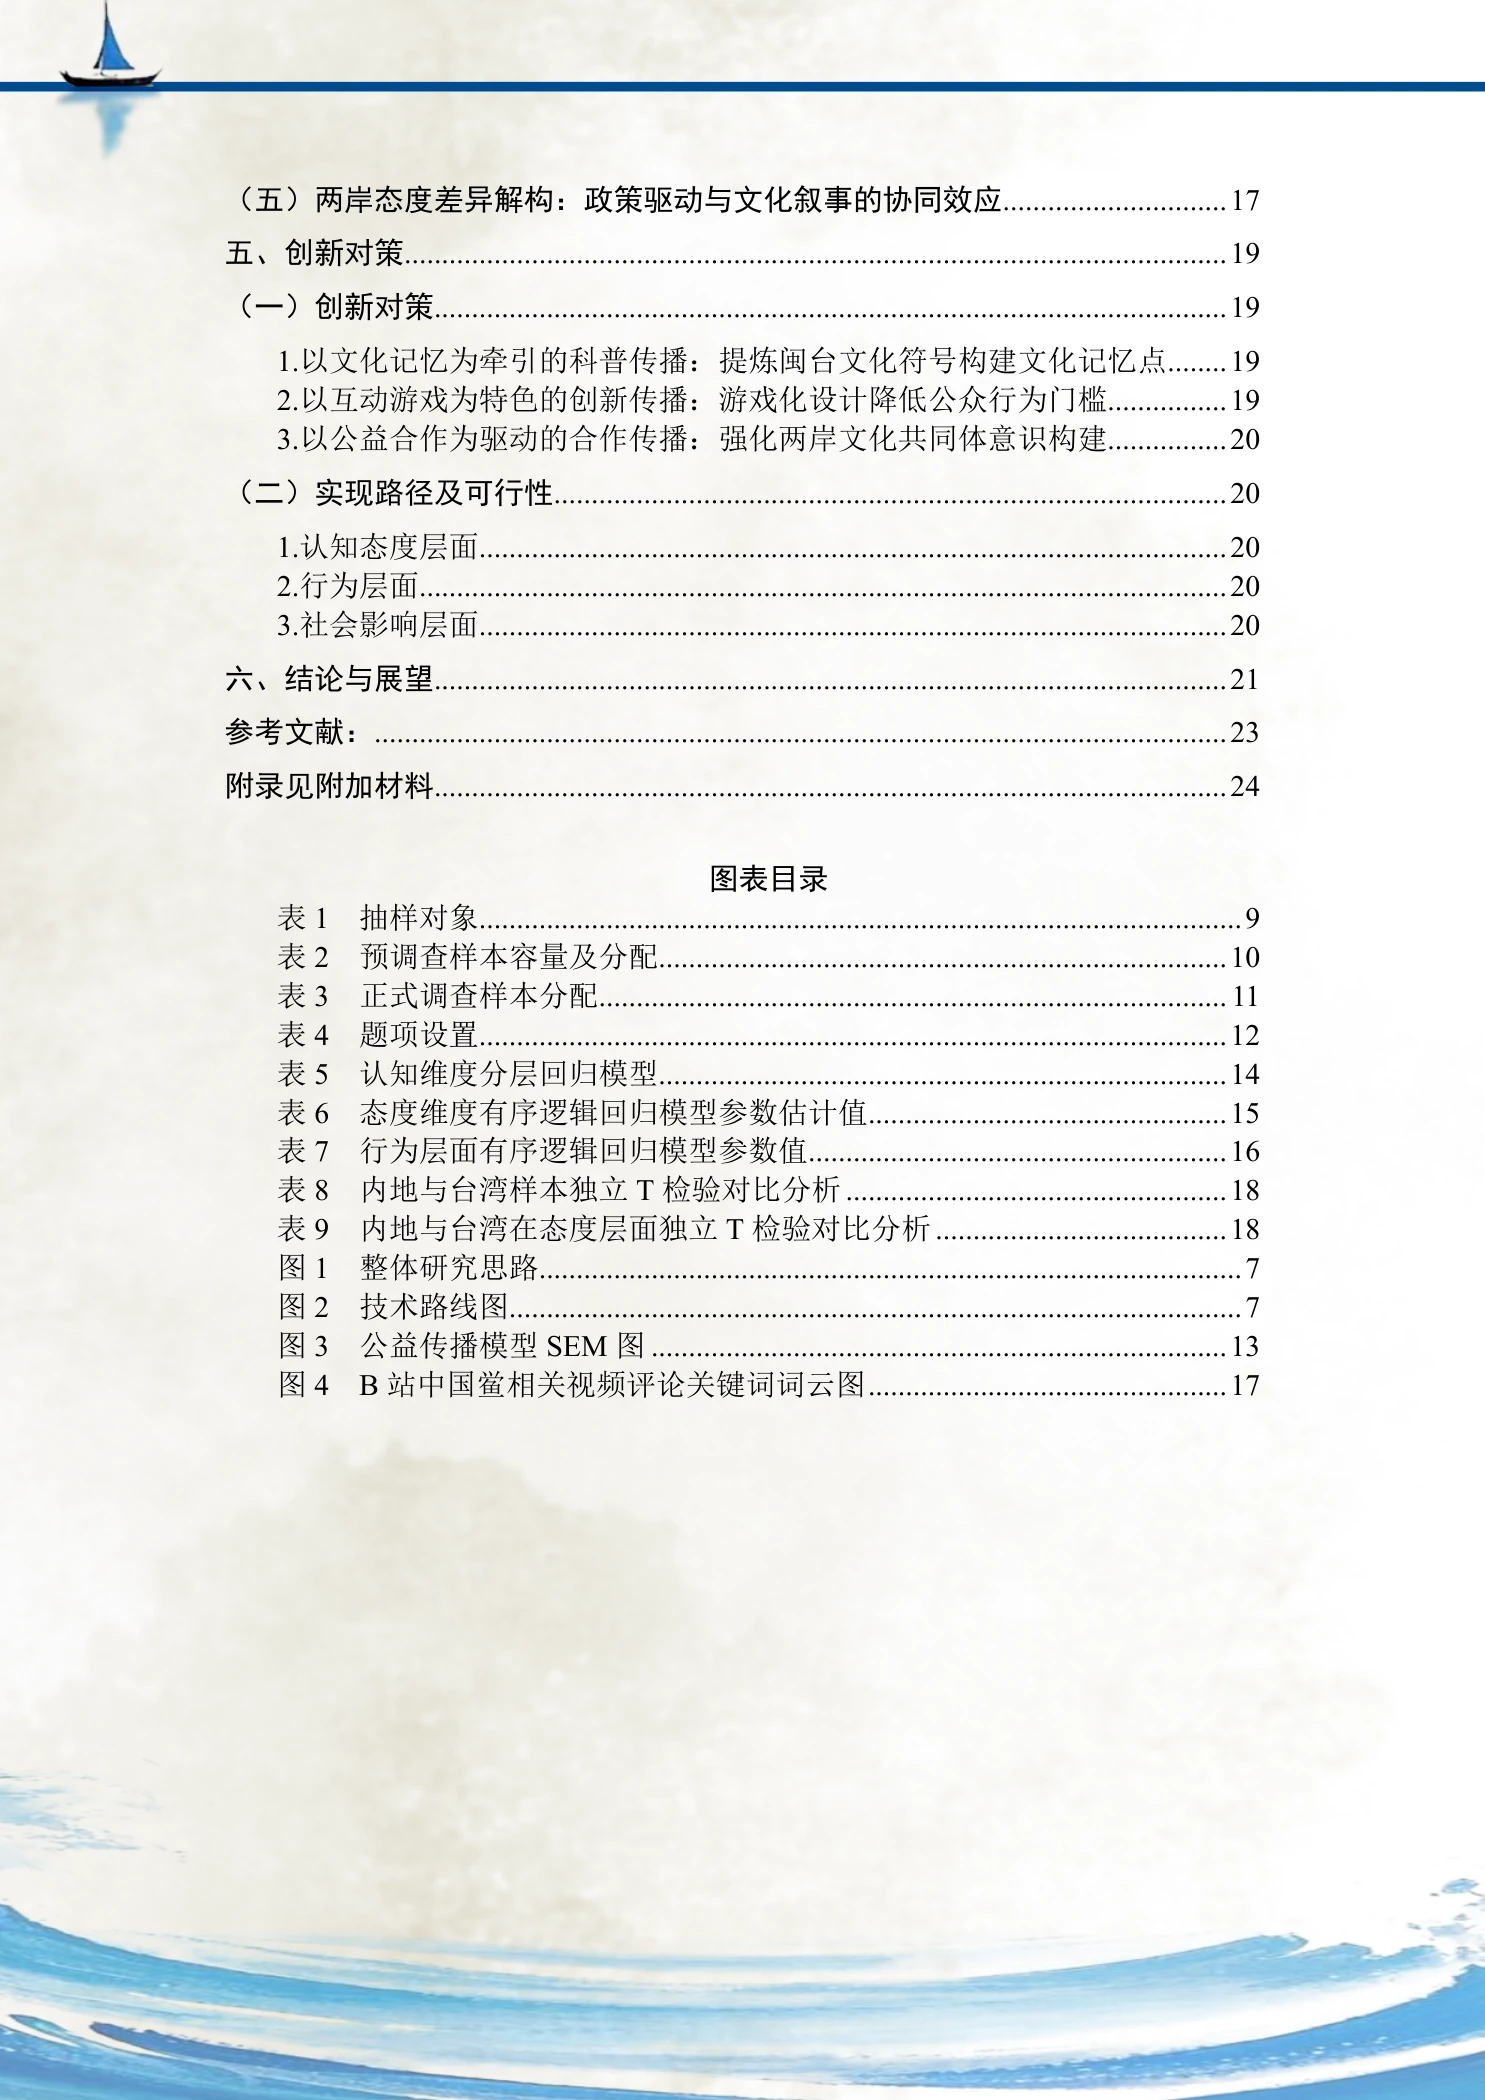 （五）两岸态度差异解构：政策驱动与文化叙事的协同效应..............................17
五、创新对策..............................19
（一）创新对策..............................19
1.以文化记忆为牵引的科普传播：提炼闽台文化符号构建文化记忆点........19
2.以互动游戏为特色的创新传播：游戏化设计降低公众行为门槛................19
3.以公益合作为驱动的合作传播：强化两岸文化共同体意识构建................20
（二）实现路径及可行性..............................20
1.认知态度层面..............................20
2.行为层面..............................20
3.社会影响层面..............................20
六、结论与展望..............................21
参考文献：..............................23
附录见附加材料..............................24
图表目录
表 1 抽样对象..............................9
表 2 预调查样本容量及分配..............................10
表 3 正式调查样本分配..............................11
表 4 题项设置..............................12
表 5 认知维度分层回归模型..............................14
表 6 态度维度有序逻辑回归模型参数估计值..............................15
表 7 行为层面有序逻辑回归模型参数值..............................16
表 8 内地与台湾样本独立 T 检验对比分析..............................18
表 9 内地与台湾在态度层面独立 T 检验对比分析..............................18
图 1 整体研究思路..............................7
图 2 技术路线图..............................7
图 3 公益传播模型 SEM 图..............................13
图 4 B 站中国鲎相关视频评论关键词词云图..............................17